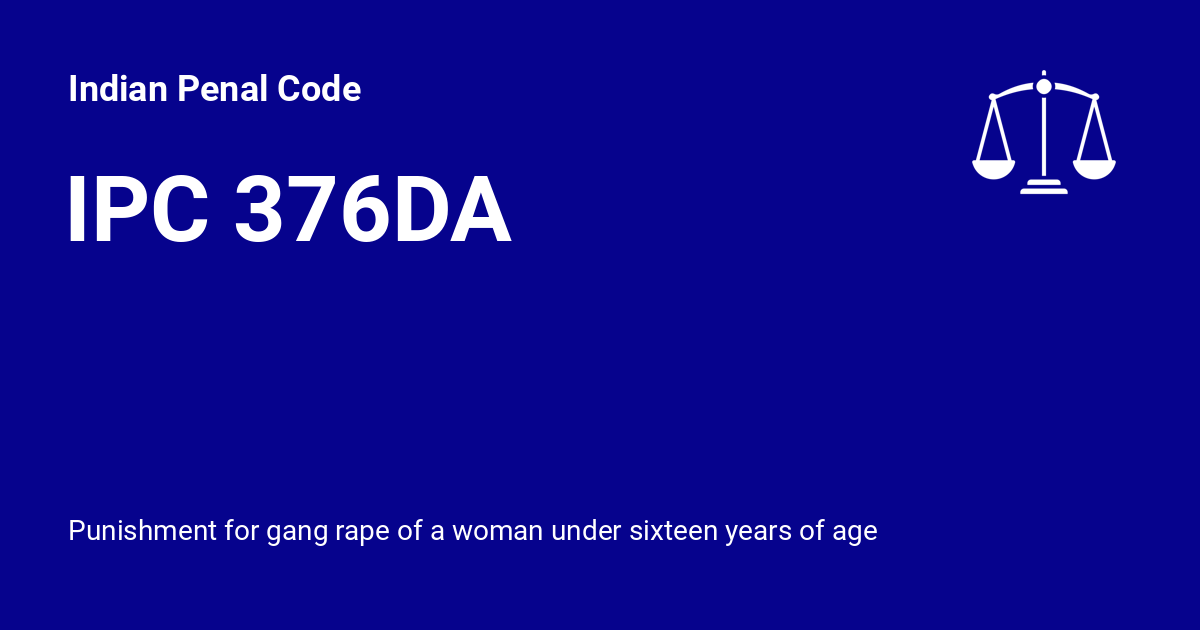 Indian Penal Code
IPC 376DA
Punishment for gang rape of a woman under sixteen years of age